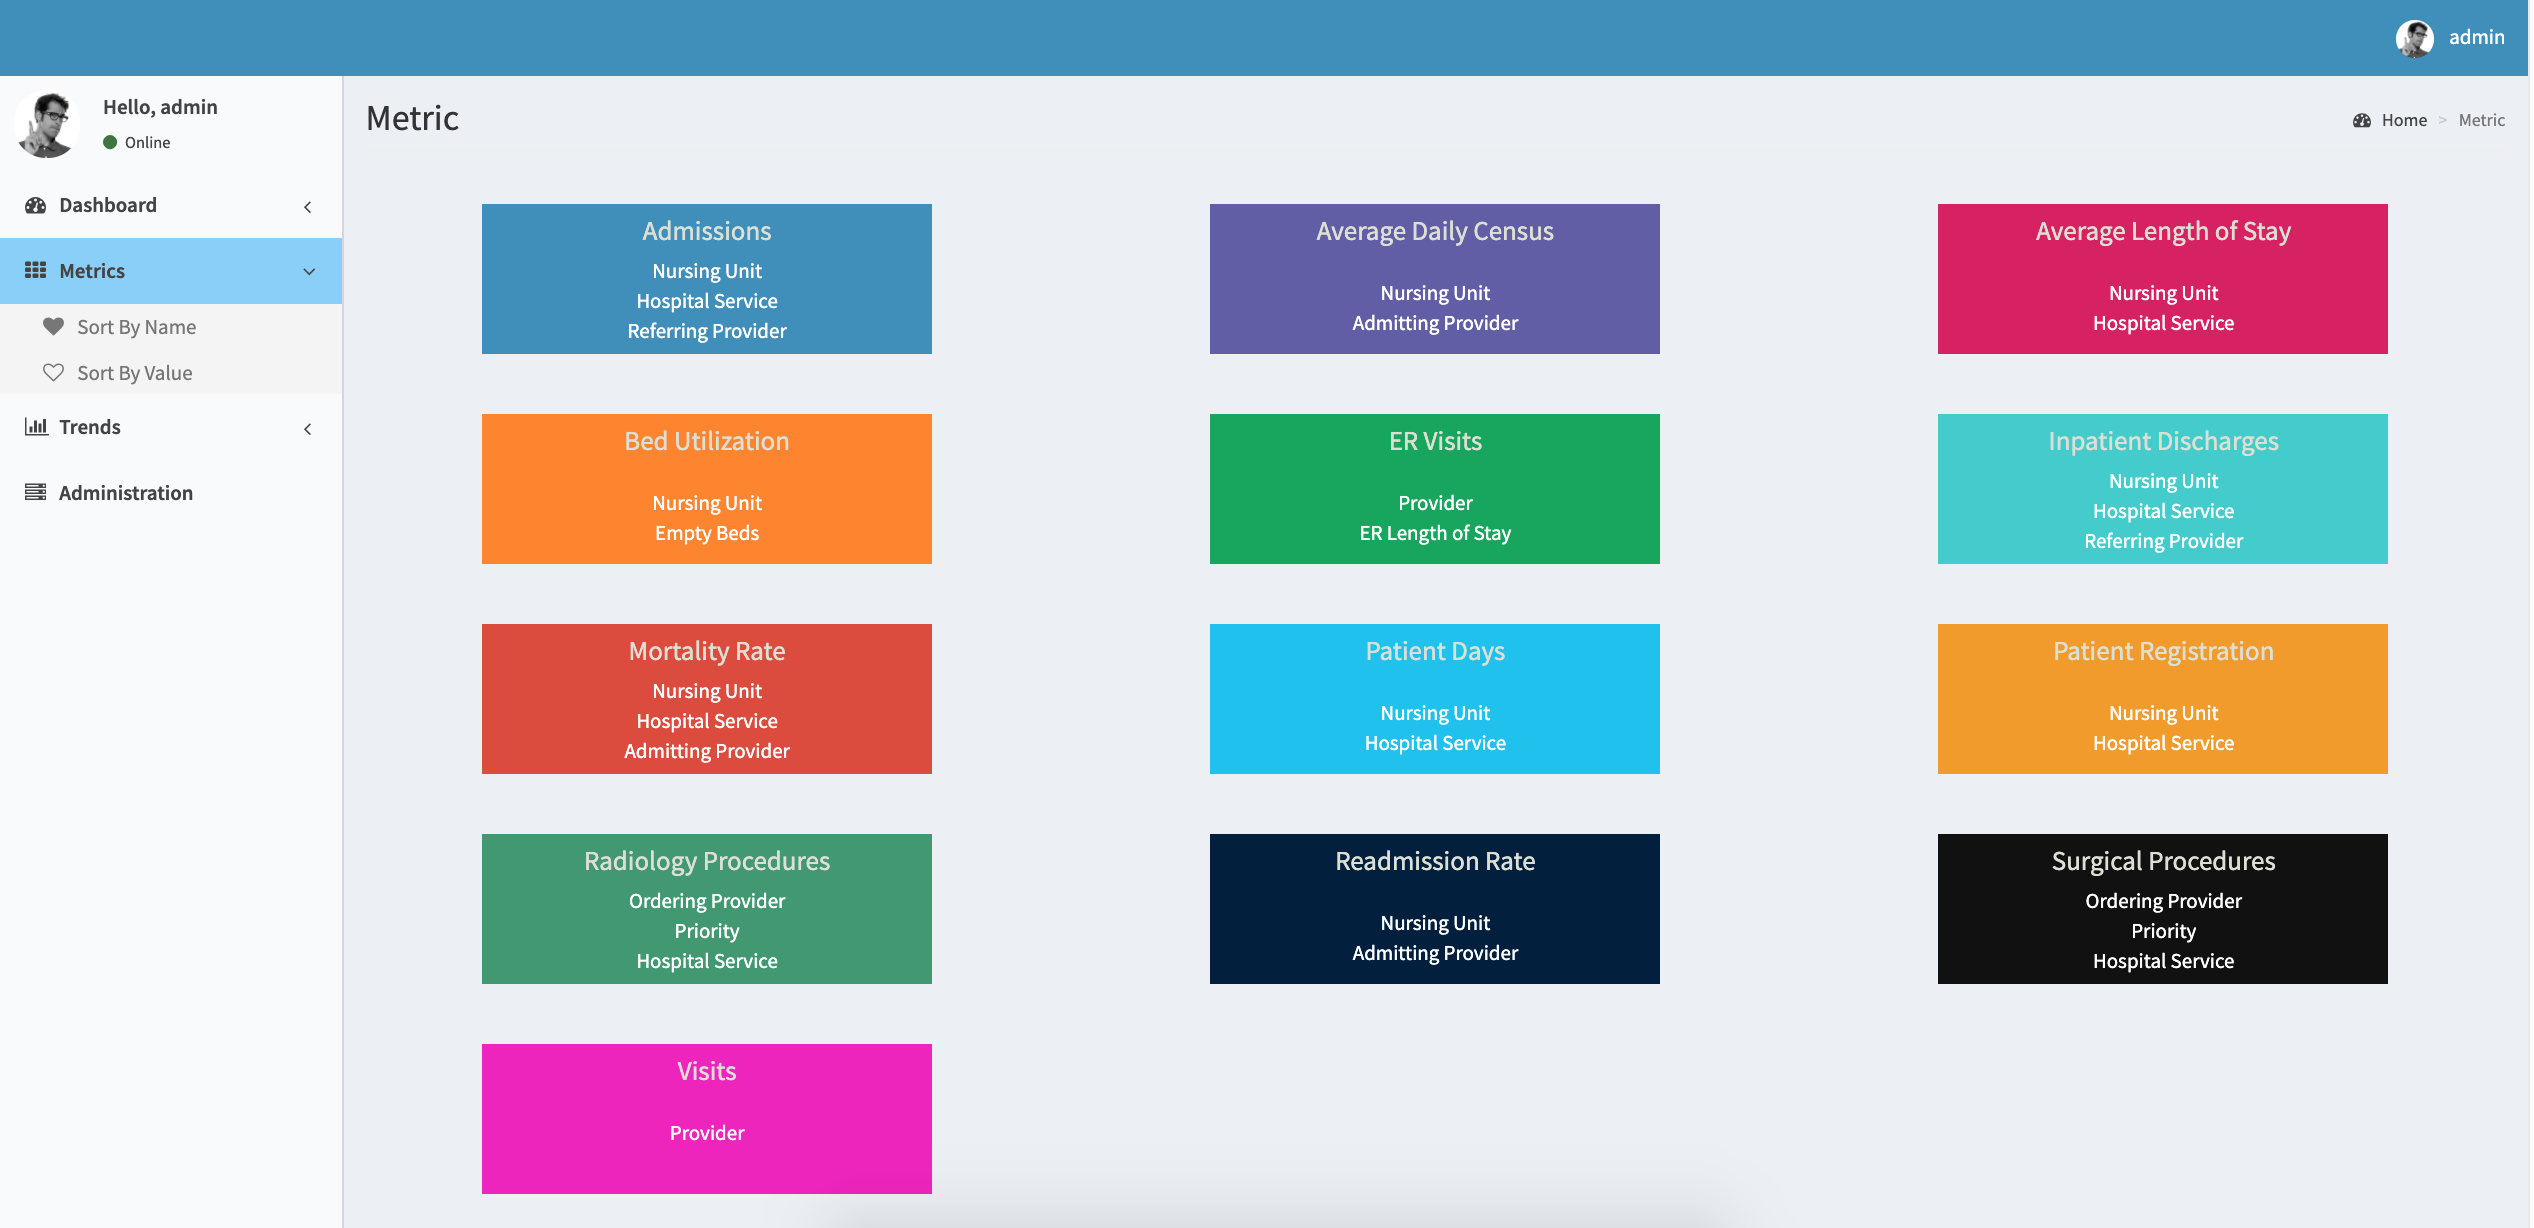 admin
Hello, admin
Online
Dashboard
Metrics
Sort By Name
Sort By Value
Trends
Administration
Metric
Home > Metric
Admissions
Nursing Unit
Hospital Service
Referring Provider
Average Daily Census
Nursing Unit
Admitting Provider
Average Length of Stay
Nursing Unit
Hospital Service
Bed Utilization
Nursing Unit
Empty Beds
ER Visits
Provider
ER Length of Stay
Inpatient Discharges
Nursing Unit
Hospital Service
Referring Provider
Mortality Rate
Nursing Unit
Hospital Service
Admitting Provider
Patient Days
Nursing Unit
Hospital Service
Patient Registration
Nursing Unit
Hospital Service
Radiology Procedures
Ordering Provider
Priority
Hospital Service
Readmission Rate
Nursing Unit
Admitting Provider
Surgical Procedures
Ordering Provider
Priority
Hospital Service
Visits
Provider